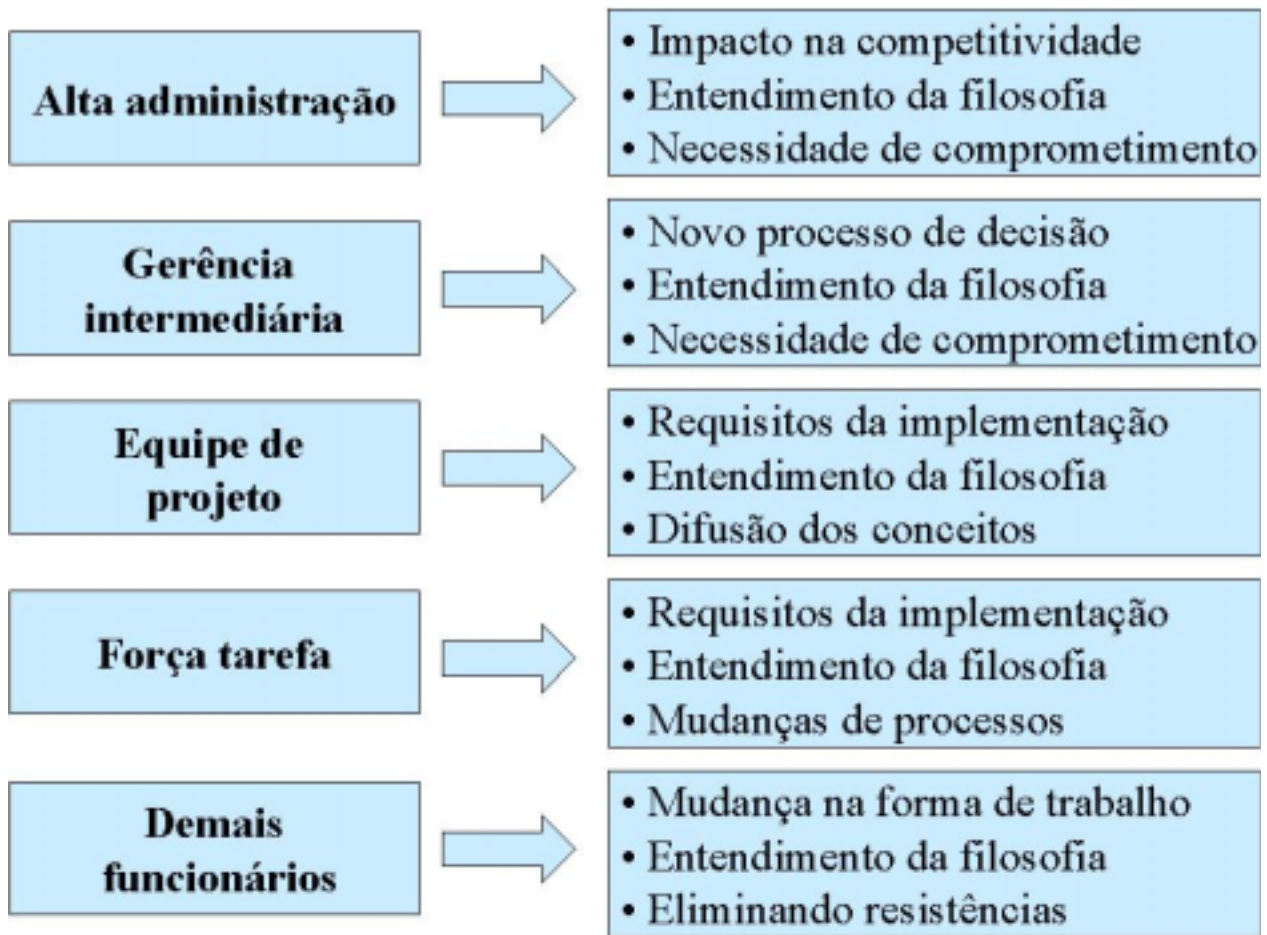 Alta administração
• Impacto na competitividade
• Entendimento da filosofia
• Necessidade de comprometimento
Gerência
intermediária
• Novo processo de decisão
• Entendimento da filosofia
• Necessidade de comprometimento
Equipe de
projeto
• Requisitos da implementação
• Entendimento da filosofia
• Difusão dos conceitos
Força tarefa
• Requisitos da implementação
• Entendimento da filosofia
• Mudanças de processos
Demais
funcionários
• Mudança na forma de trabalho
• Entendimento da filosofia
• Eliminando resistências